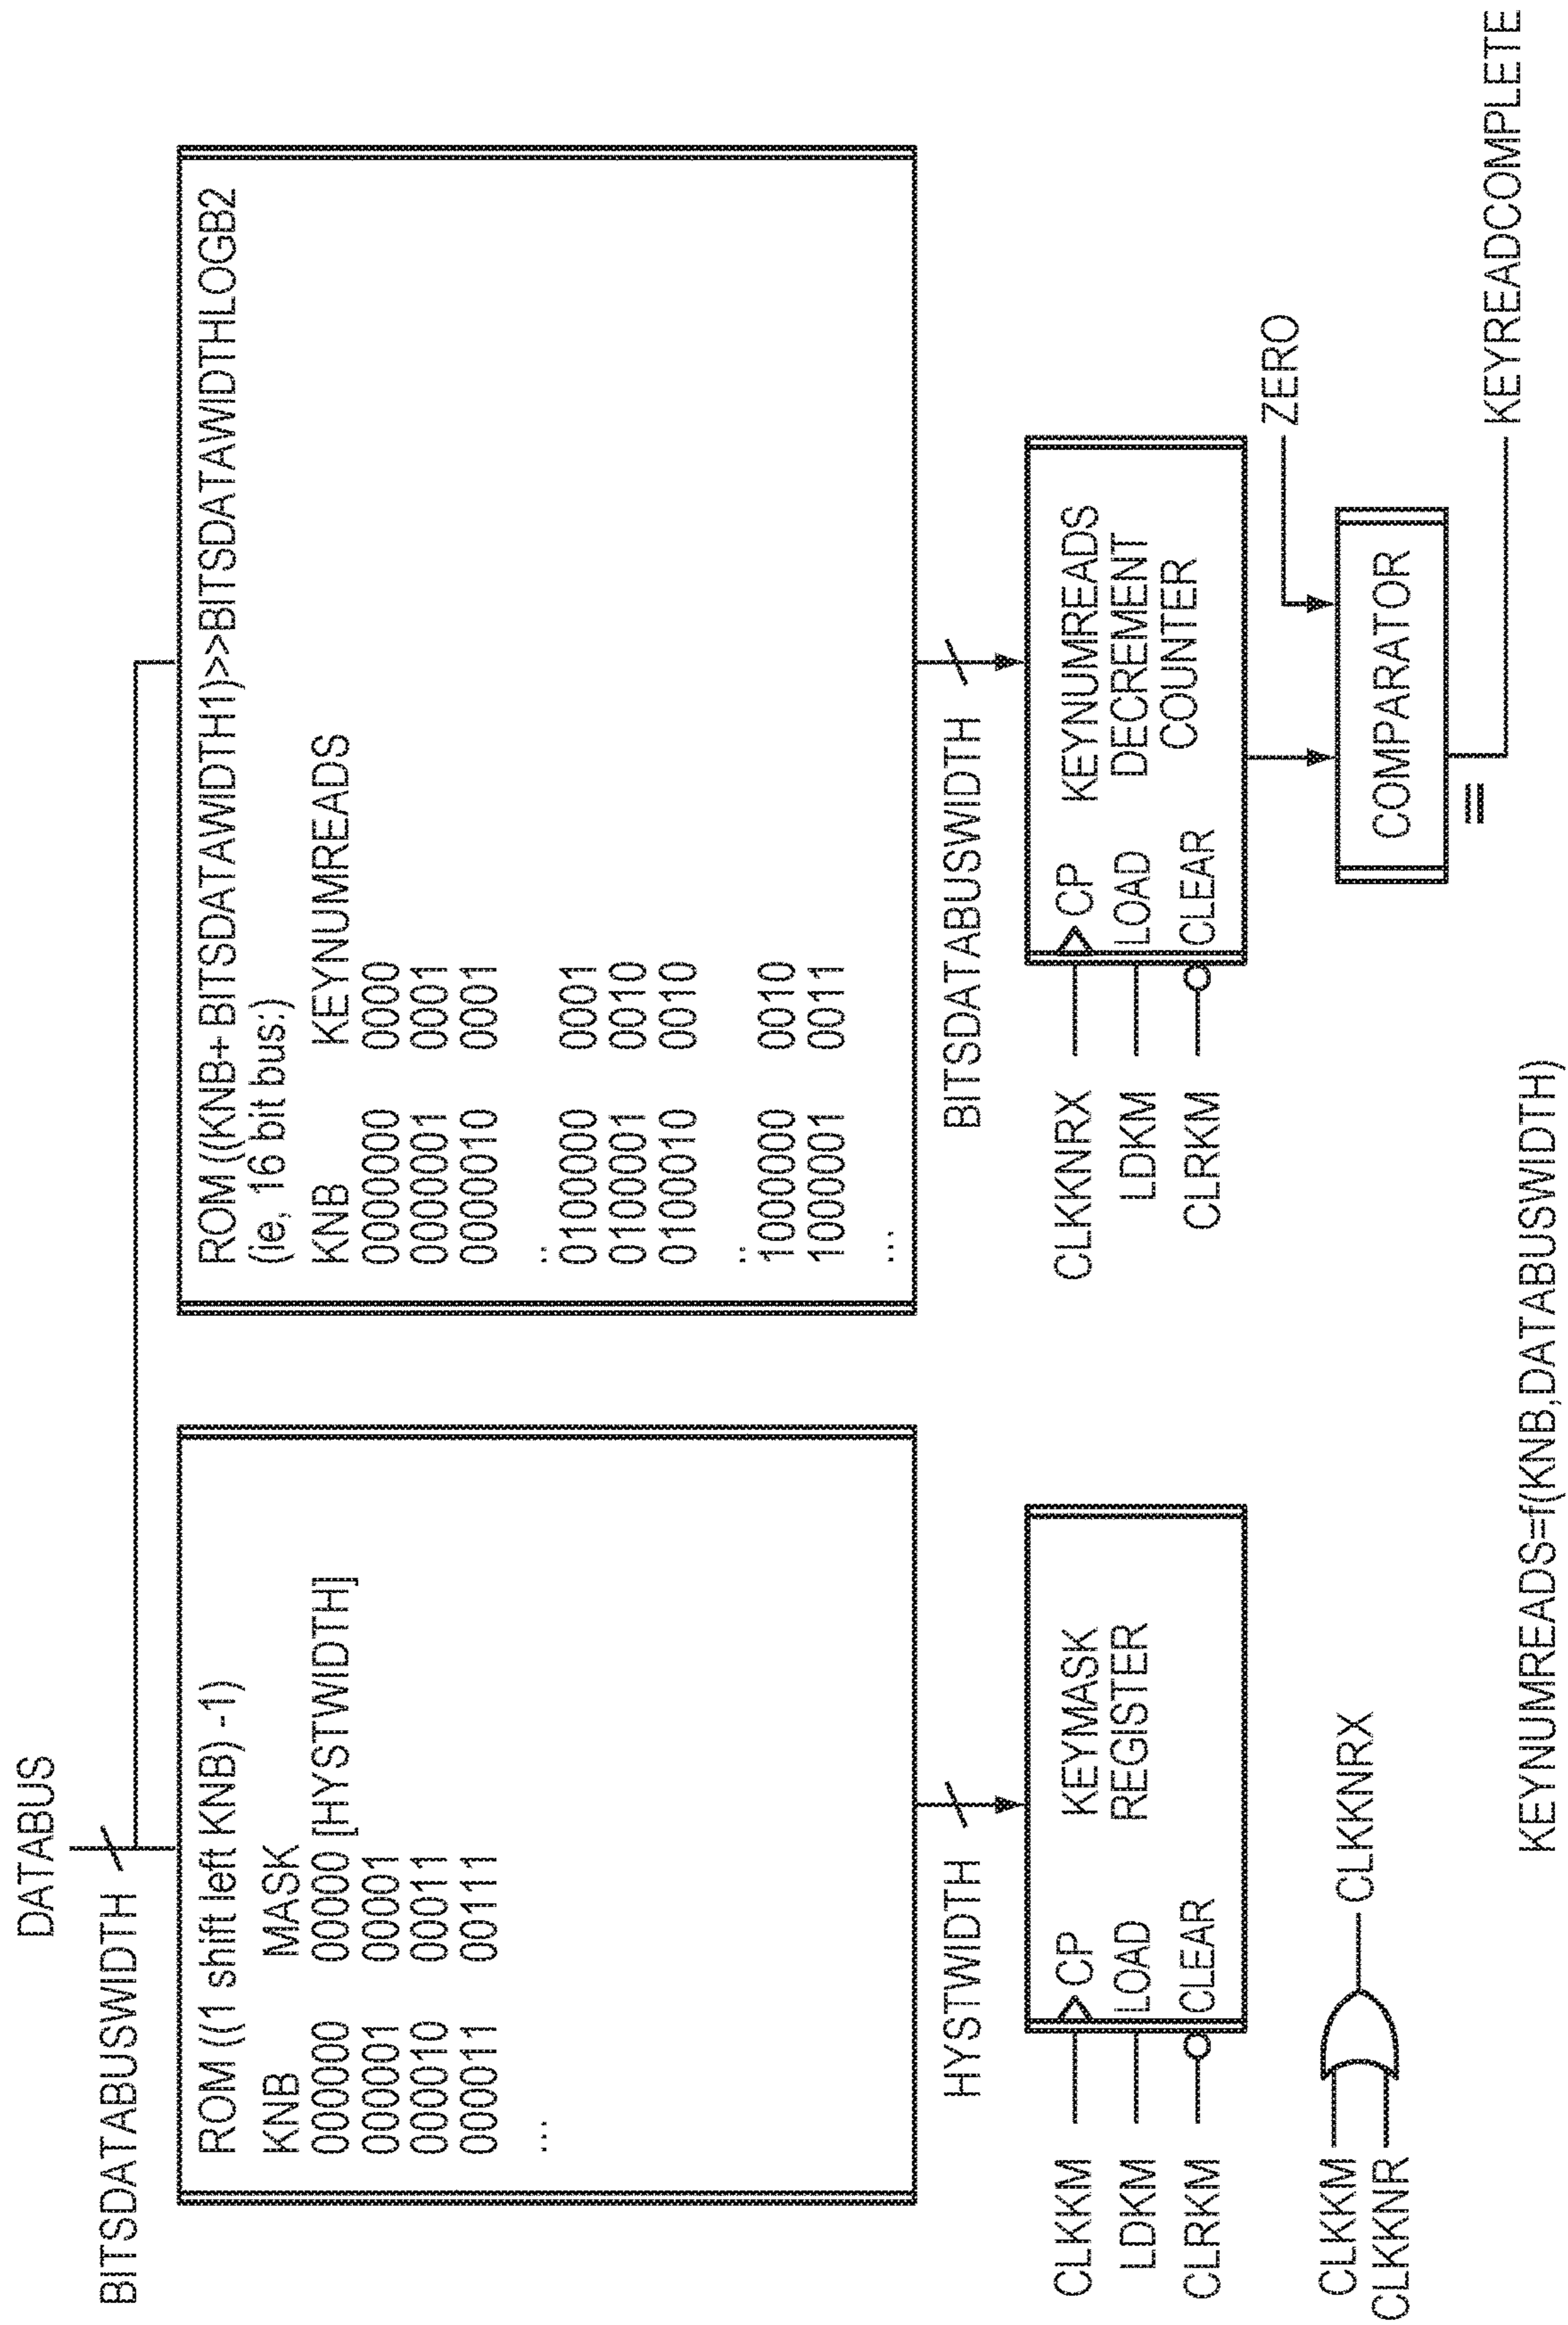 DATABUS
BITSDATABUSWIDTH
ROM ((1 shift left KNB) -1)
KNB MASK
000000 00000 [HYSTWIDTH]
000001 00001
000010 00011
000011 00111
...
HYSTWIDTH
CLKKM
LDKM
CLRKM
CP KEYMASK
LOAD REGISTER
CLEAR
CLKKM
CLKKNR
CLKKNRX
ROM ((KNB+ BITSDATAWIDTH1)>>BITSDATAWIDTHLOGB2
(ie, 16 bit bus:)
KNB KEYNUMREADS
0000000 0000
0000001 0001
0000010 0001
..
0100000 0001
0100001 0010
0100010 0010
..
1000000 0010
1000001 0011
...
BITSDATABUSWIDTH
CLKKNRX
LDKM
CLRKM
CP KEYNUMREADS
LOAD DECREMENT
CLEAR COUNTER
ZERO
COMPARATOR
=
KEYREADCOMPLETE
KEYNUMREADS=f(KNB,DATABUSWIDTH)